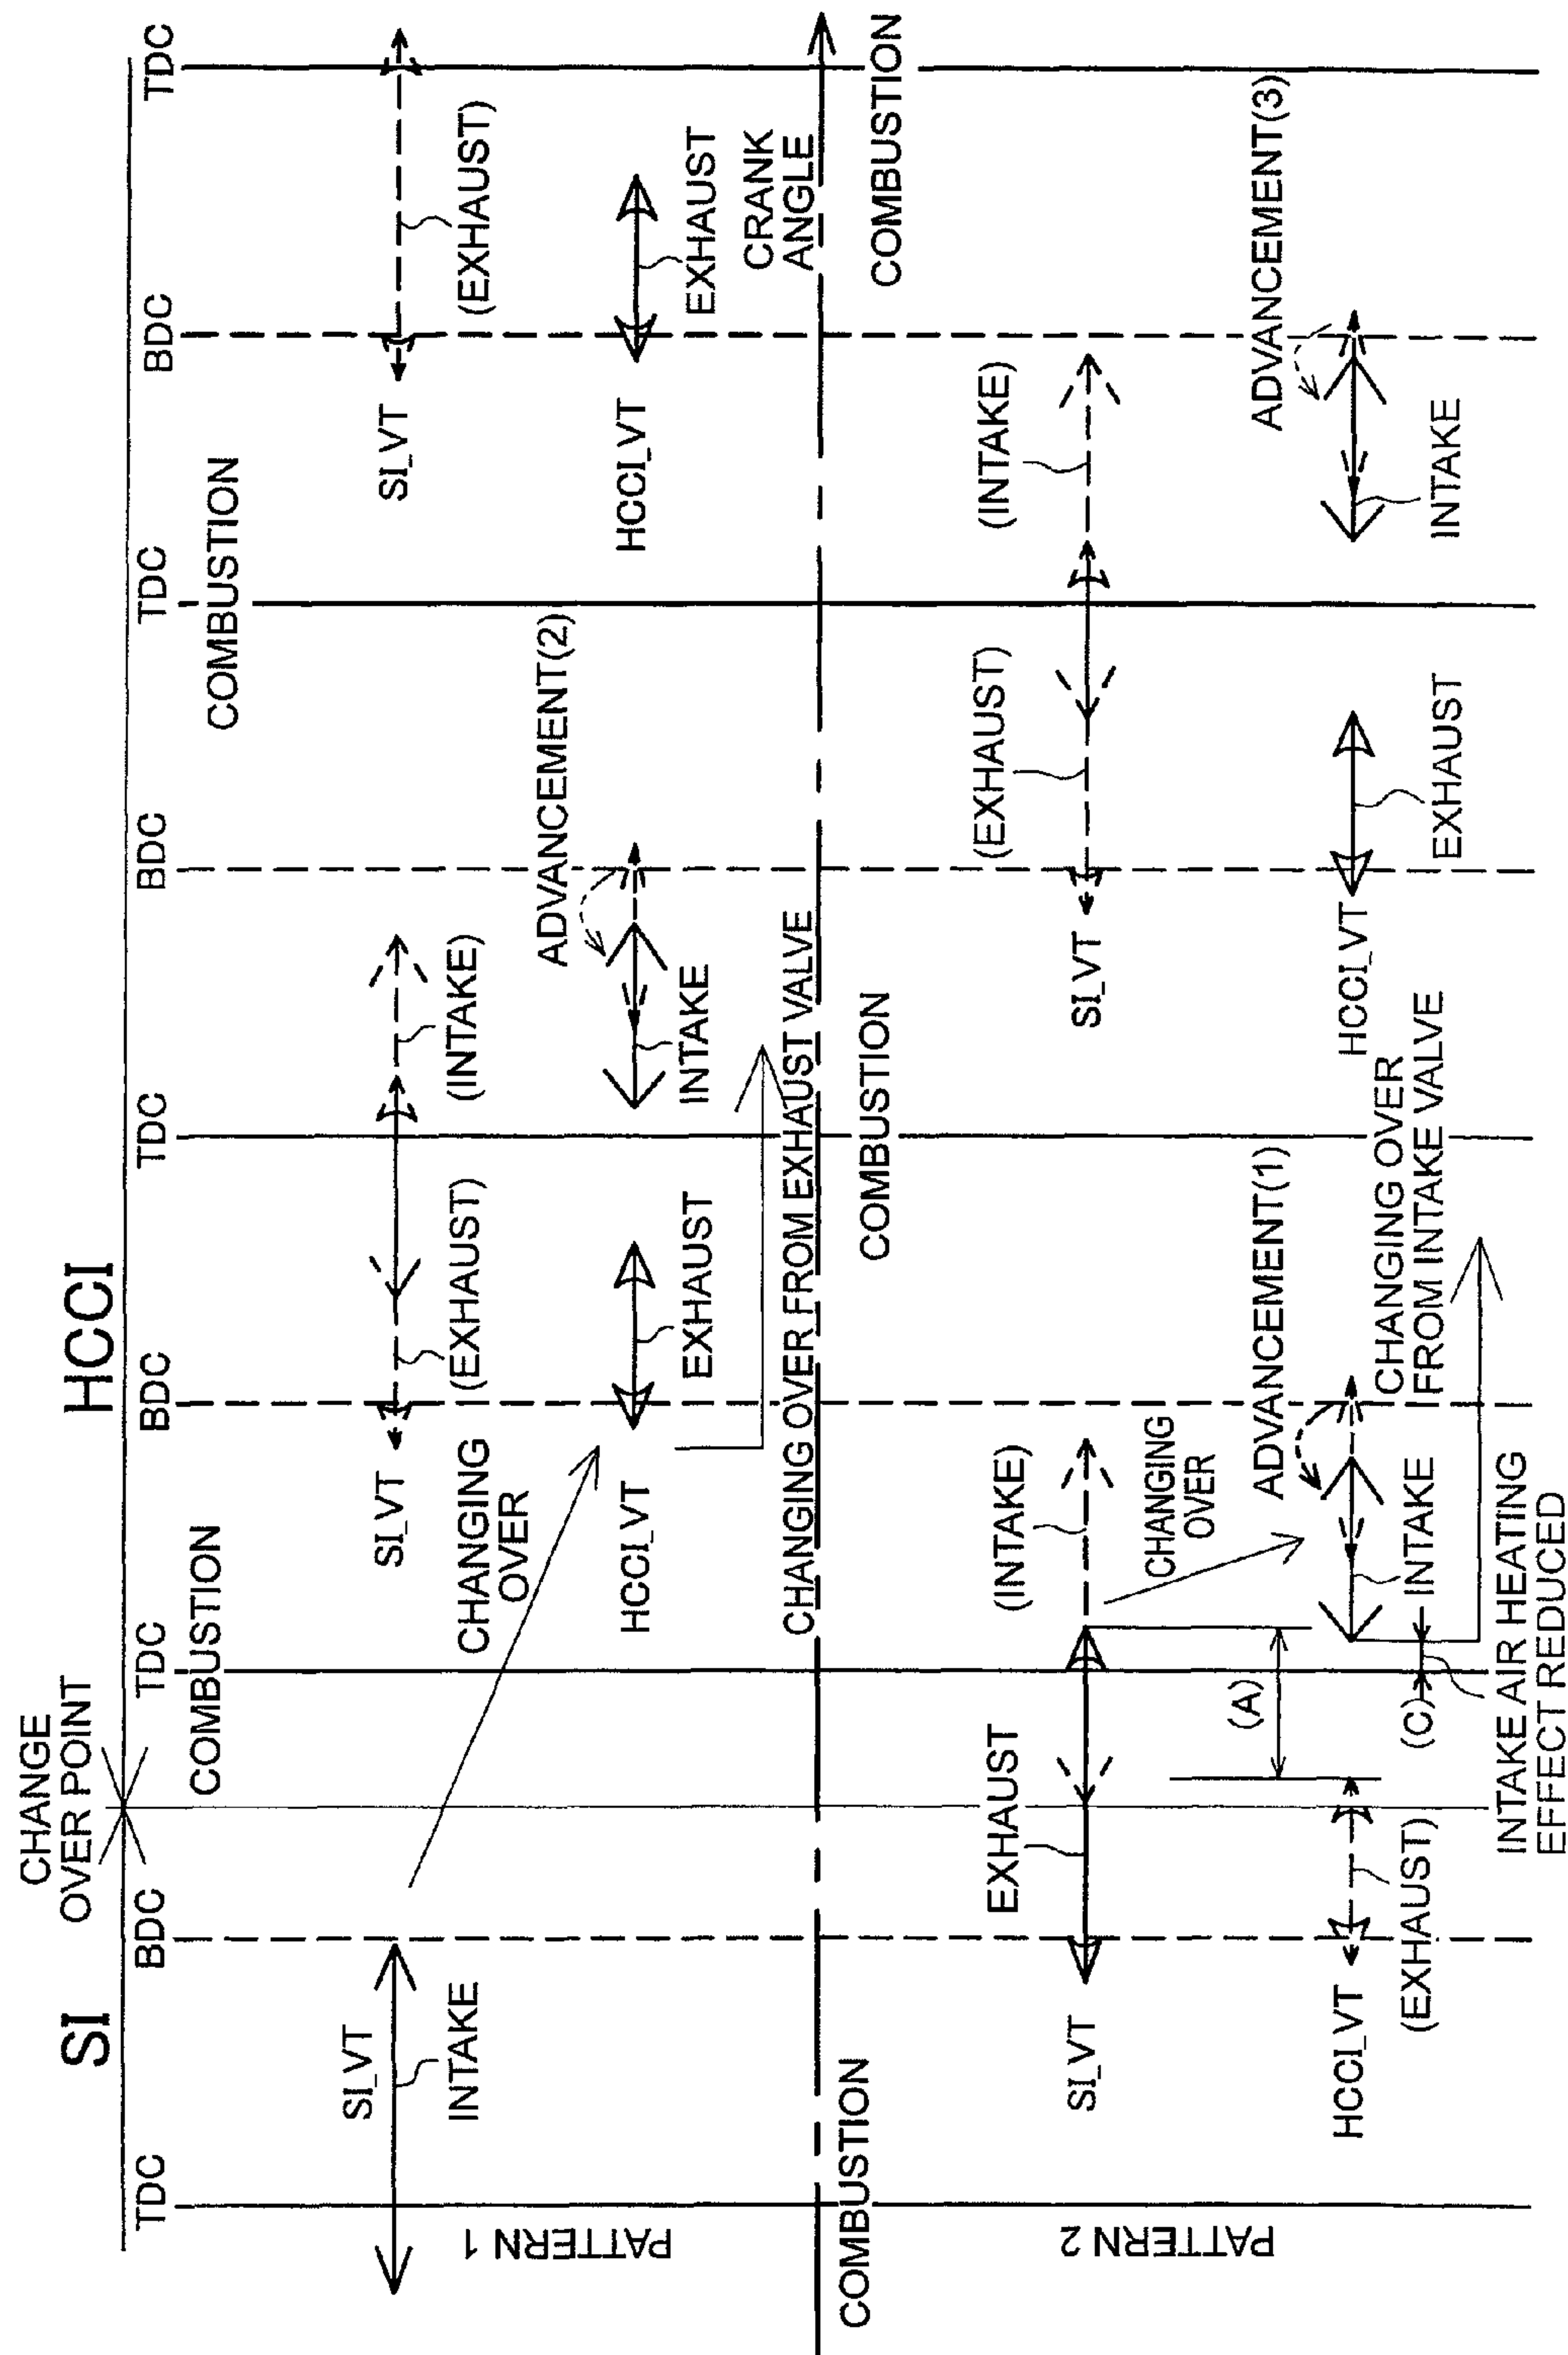 SI
CHANGE
OVER POINT
HCCI
TDC
BDC
TDC
BDC
TDC
BDC
TDC
BDC
TDC
PATTERN 1
COMBUSTION
COMBUSTION
SI_VT
INTAKE
SI_VT
(EXHAUST)
(INTAKE)
SI_VT
(EXHAUST)
CHANGING
OVER
HCCI_VT
EXHAUST
ADVANCEMENT(2)
INTAKE
HCCI_VT
EXHAUST
CHANGING OVER FROM EXHAUST VALVE
CRANK
ANGLE
PATTERN 2
COMBUSTION
COMBUSTION
COMBUSTION
SI_VT
EXHAUST
(INTAKE)
SI_VT
(EXHAUST)
(INTAKE)
CHANGING
OVER
(A)
HCCI_VT
(EXHAUST)
(C)
ADVANCEMENT(1)
INTAKE
CHANGING OVER
FROM INTAKE VALVE
HCCI_VT
EXHAUST
ADVANCEMENT(3)
INTAKE
INTAKE AIR HEATING
EFFECT REDUCED